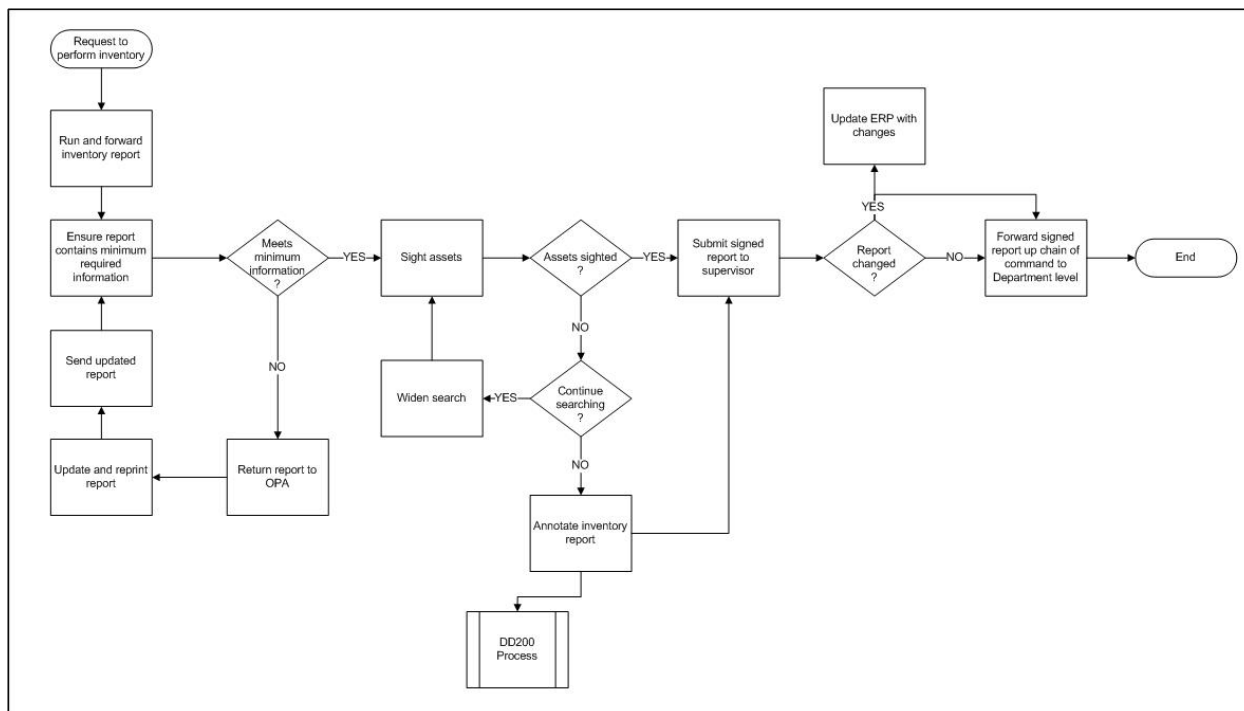 Request to
perform inventory
Run and forward
inventory report
Ensure report
contains minimum
required
information
Meets
minimum
information
?
YES
NO
Return report to
OPA
Update and reprint
report
Send updated
report
Sight assets
Assets sighted
?
YES
NO
Continue
searching
?
YES
Widen search
NO
Annotate inventory
report
DD200
Process
Submit signed
report to
supervisor
Report
changed
?
YES
Update ERP with
changes
NO
Forward signed
report up chain of
command to
Department level
End